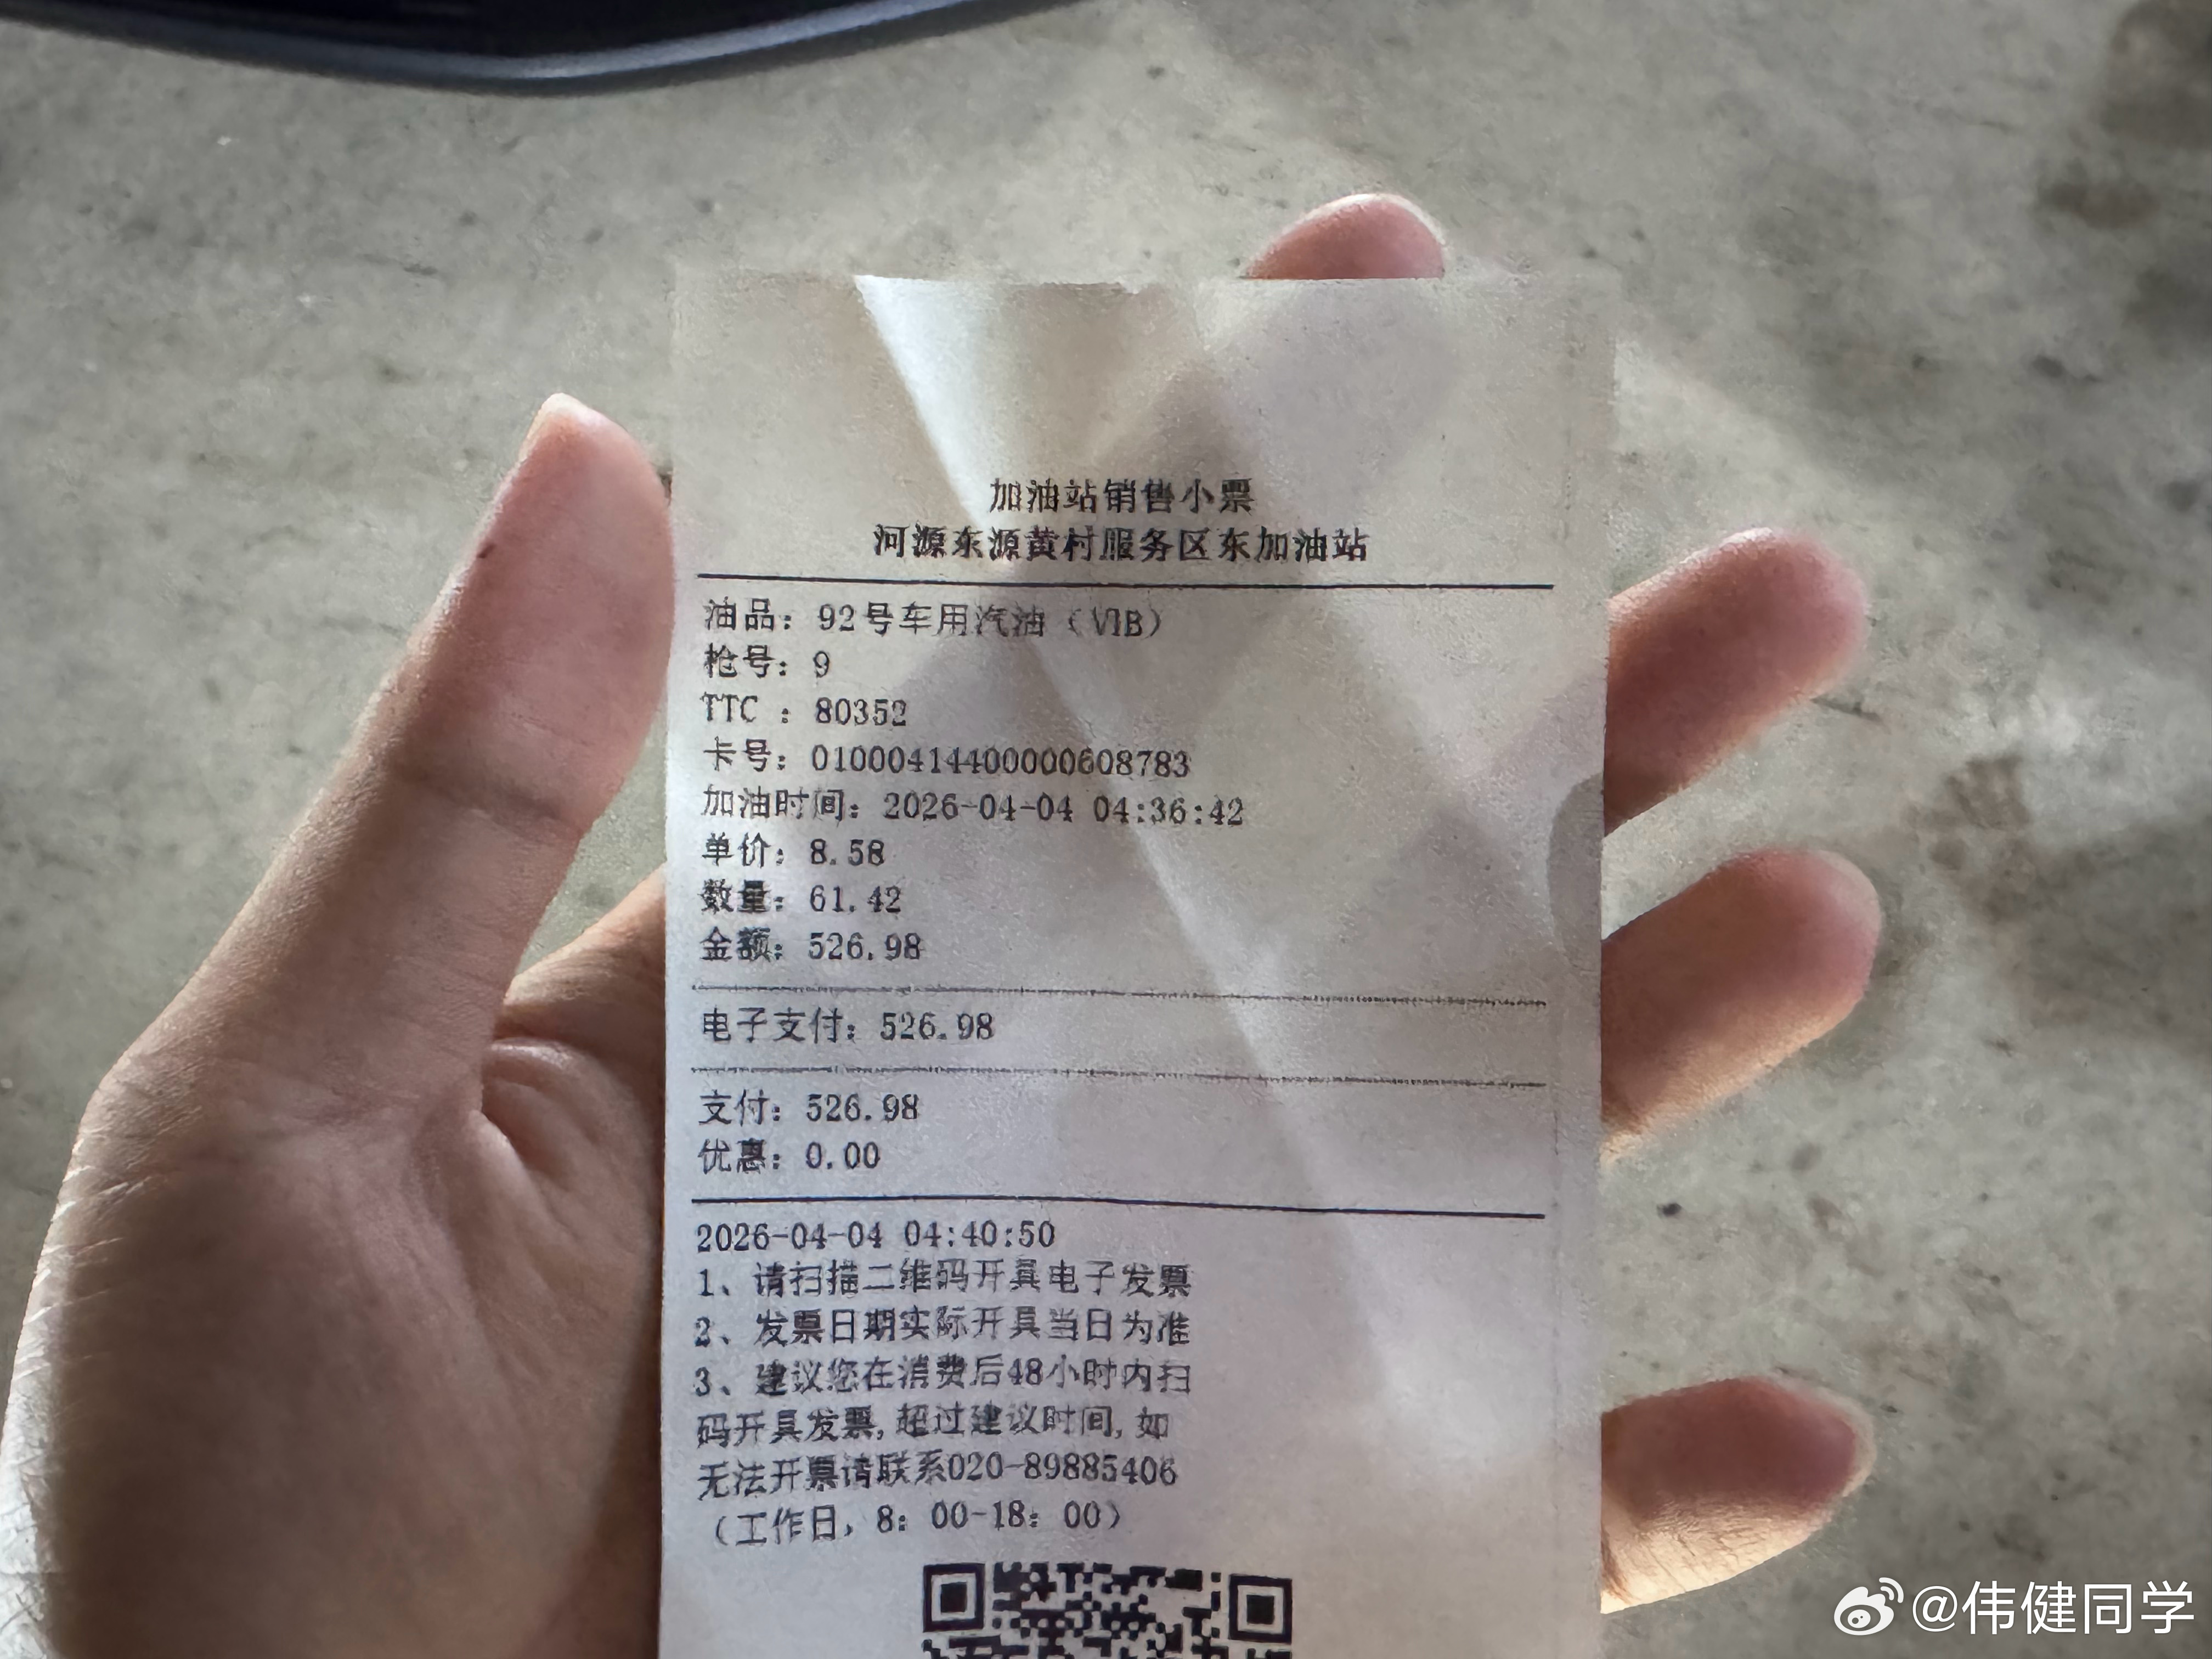 加油站销售小票
河源东源黄村服务区东加油站
油品：92号车用汽油（ⅥB）
枪号：9
TTC ：80352
卡号：01000414400000608783
加油时间：2026-04-04 04:36:42
单价：8.58
数量：61.42
金额：526.98
电子支付：526.98
支付：526.98
优惠：0.00
2026-04-04 04:40:50
1、请扫描二维码开具电子发票
2、发票日期实际开具当日为准
3、建议您在消费后48小时内扫
码开具发票,超过建议时间,如
无法开票请联系020-89885406
（工作日，8：00-18：00）
@伟健同学